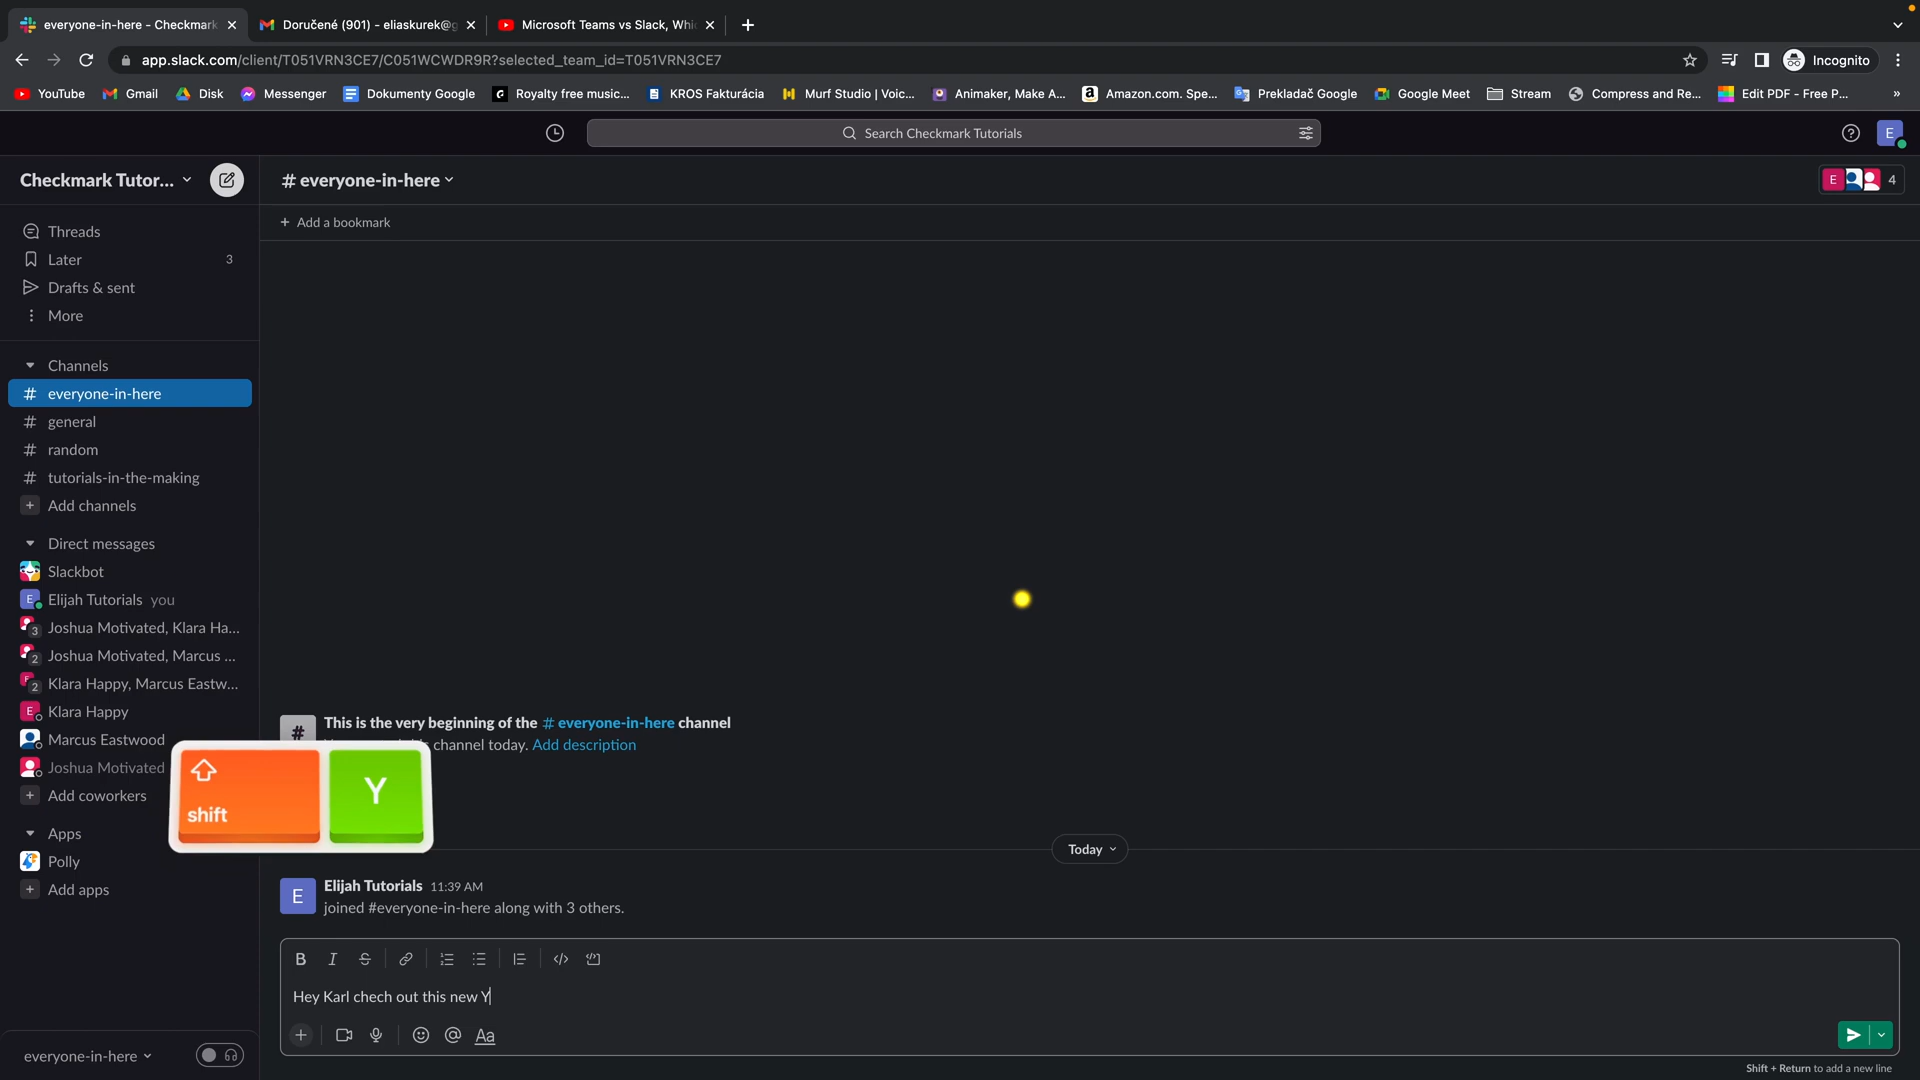 everyone-in-here - Checkmark
Doručené (901) - eliaskurek@g
Microsoft Teams vs Slack, Whi
app.slack.com/client/T051VRN3CE7/C051WCWDR9R?selected_team_id=T051VRN3CE7
Incognito
YouTube
Gmail
Disk
Messenger
Dokumenty Google
Royalty free music...
KROS Fakturácia
Murf Studio | Voic...
Animaker, Make A...
Amazon.com. Spe...
Prekladač Google
Google Meet
Stream
Compress and Re...
Edit PDF - Free P...
»
Search Checkmark Tutorials
E
Checkmark Tutor...
# everyone-in-here
E
4
+ Add a bookmark
Threads
Later 3
Drafts & sent
More
Channels
# everyone-in-here
# general
# random
# tutorials-in-the-making
+ Add channels
Direct messages
Slackbot
E Elijah Tutorials you
3 Joshua Motivated, Klara Ha...
2 Joshua Motivated, Marcus ...
2 Klara Happy, Marcus Eastw...
E Klara Happy
Marcus Eastwood
Joshua Motivated
+ Add coworkers
Apps
Polly
+ Add apps
everyone-in-here
shift
Y
#
This is the very beginning of the # everyone-in-here channel
channel today. Add description
Today
E
Elijah Tutorials 11:39 AM
joined #everyone-in-here along with 3 others.
B I S
Hey Karl chech out this new Y
+ @ Aa
Shift + Return to add a new line